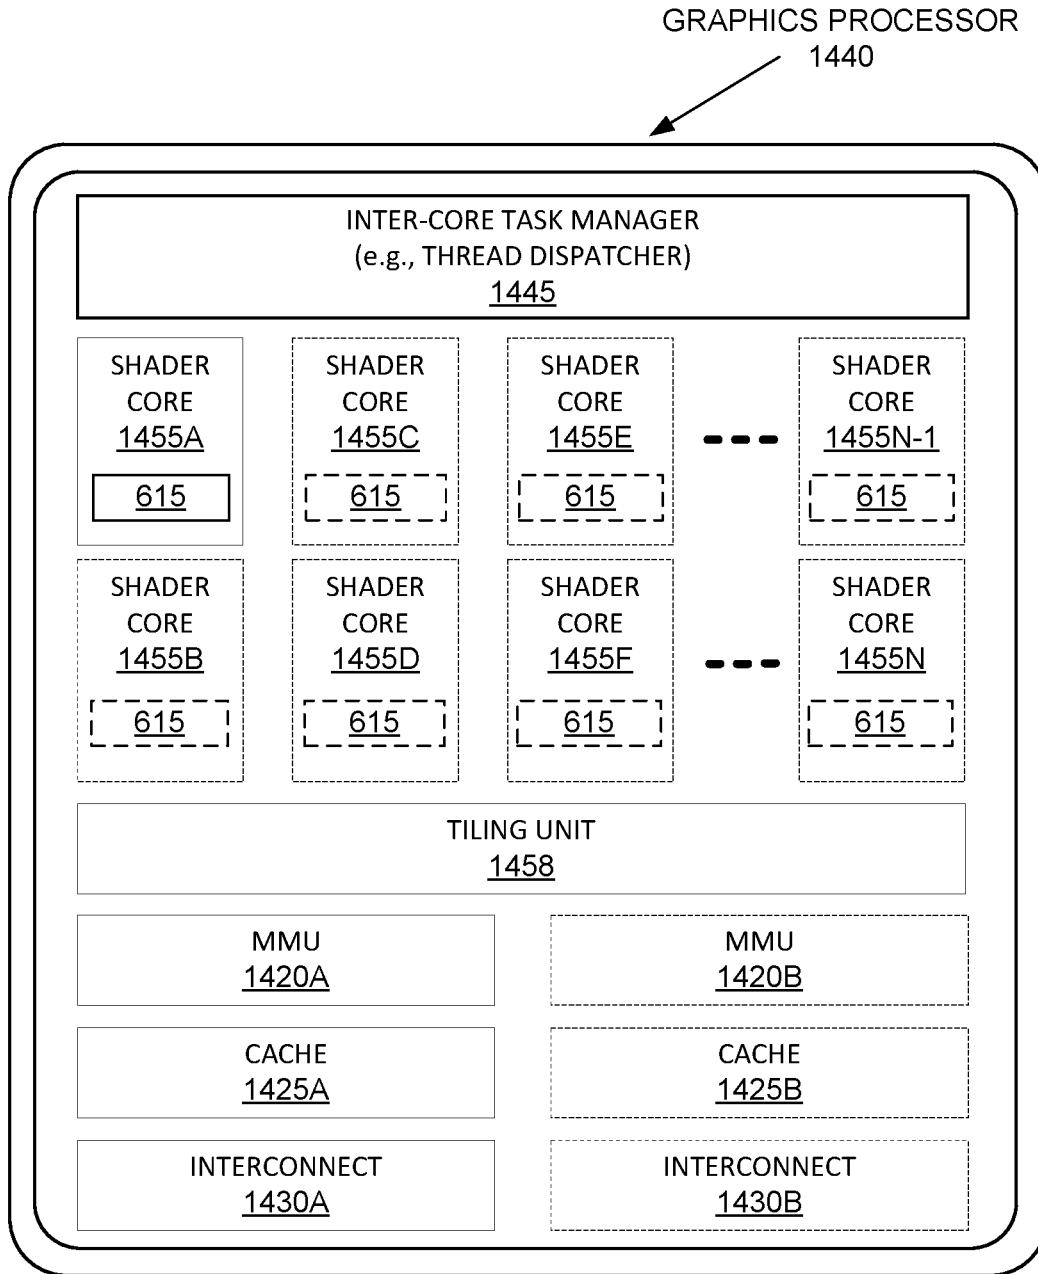 GRAPHICS PROCESSOR
1440
INTER-CORE TASK MANAGER
(e.g., THREAD DISPATCHER)
1445
SHADER
CORE
1455A
615
SHADER
CORE
1455C
615
SHADER
CORE
1455E
615
SHADER
CORE
1455N-1
615
SHADER
CORE
1455B
615
SHADER
CORE
1455D
615
SHADER
CORE
1455F
615
SHADER
CORE
1455N
615
TILING UNIT
1458
MMU
1420A
MMU
1420B
CACHE
1425A
CACHE
1425B
INTERCONNECT
1430A
INTERCONNECT
1430B